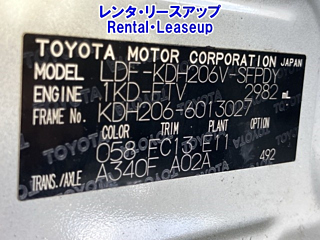 レンタ・リースアップ
Rental・Leaseup
TOYOTA MOTOR CORPORATION JAPAN
MODEL LDF-KDH206V-SFPDY
ENGINE 1KD-FTV 2982 mL
FRAME No. KDH206-6013027
COLOR TRIM PLANT OPTION
058 FC13 E11
TRANS./AXLE A340F A02A 492